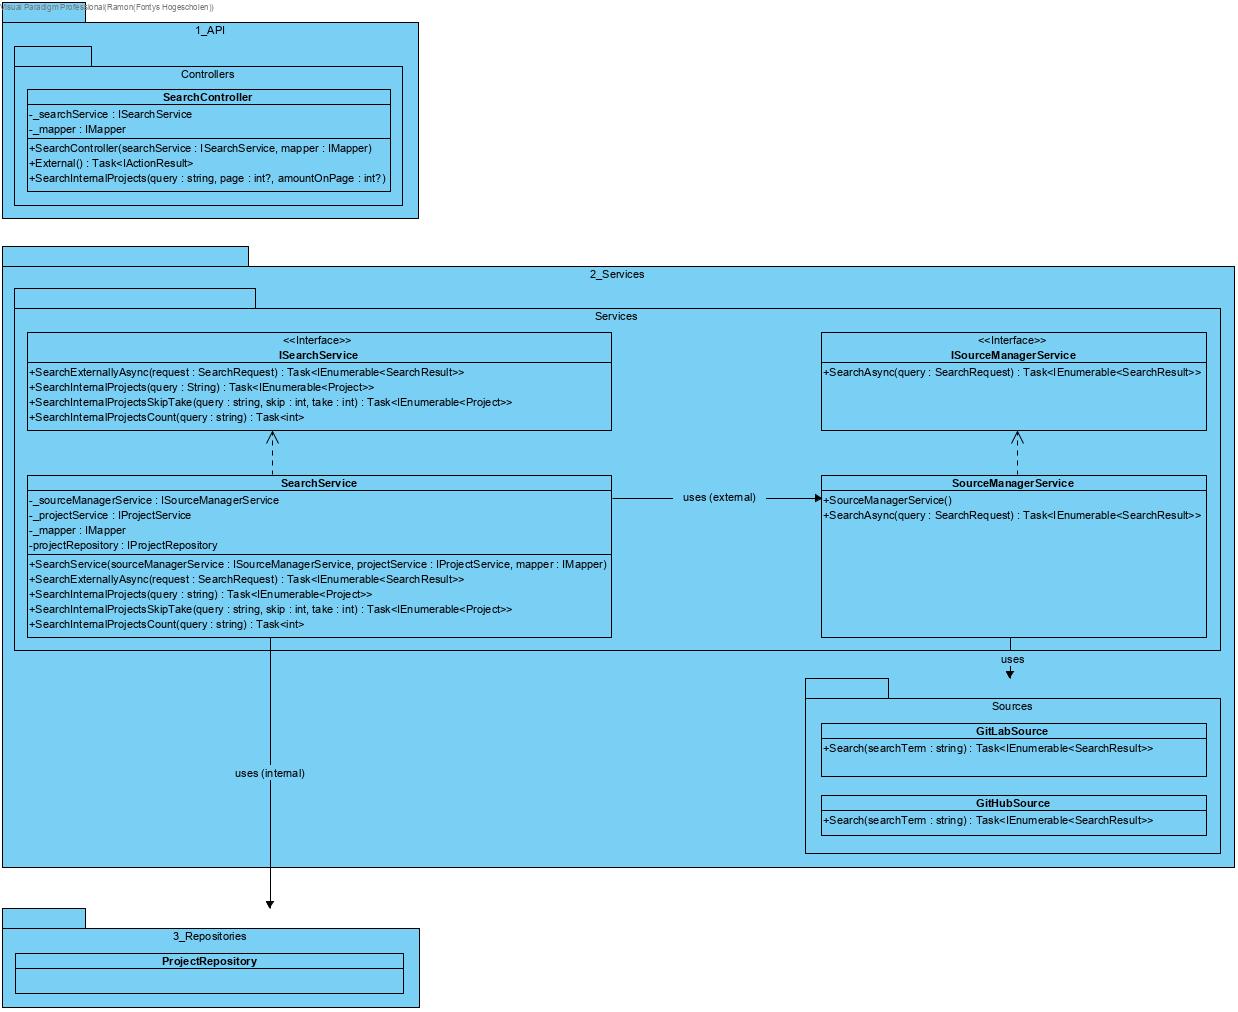 Visual Paradigm Professional(Ramon(Fontys Hogescholen))
1_API
Controllers
SearchController
-_searchService : ISearchService
-_mapper : IMapper
+SearchController(searchService : ISearchService, mapper : IMapper)
+External() : Task<IActionResult>
+SearchInternalProjects(query : string, page : int?, amountOnPage : int?)
2_Services
Services
<<Interface>>
ISearchService
+SearchExternallyAsync(request : SearchRequest) : Task<IEnumerable<SearchResult>>
+SearchInternalProjects(query : String) : Task<IEnumerable<Project>>
+SearchInternalProjectsSkipTake(query : string, skip : int, take : int) : Task<IEnumerable<Project>>
+SearchInternalProjectsCount(query : string) : Task<int>
<<Interface>>
ISourceManagerService
+SearchAsync(query : SearchRequest) : Task<IEnumerable<SearchResult>>
SearchService
-_sourceManagerService : ISourceManagerService
-_projectService : IProjectService
-_mapper : IMapper
-projectRepository : IProjectRepository
+SearchService(sourceManagerService : ISourceManagerService, projectService : IProjectService, mapper : IMapper)
+SearchExternallyAsync(request : SearchRequest) : Task<IEnumerable<SearchResult>>
+SearchInternalProjects(query : string) : Task<IEnumerable<Project>>
+SearchInternalProjectsSkipTake(query : string, skip : int, take : int) : Task<IEnumerable<Project>>
+SearchInternalProjectsCount(query : string) : Task<int>
uses (external)
SourceManagerService
+SourceManagerService()
+SearchAsync(query : SearchRequest) : Task<IEnumerable<SearchResult>>
uses
Sources
GitLabSource
+Search(searchTerm : string) : Task<IEnumerable<SearchResult>>
GitHubSource
+Search(searchTerm : string) : Task<IEnumerable<SearchResult>>
uses (internal)
3_Repositories
ProjectRepository